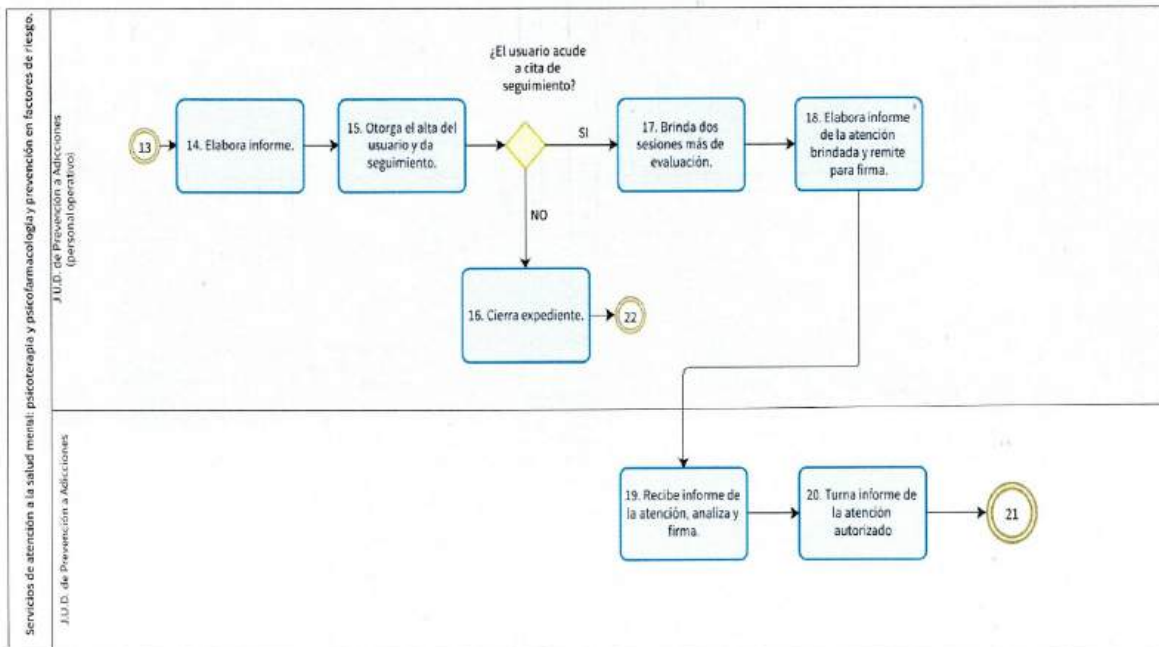 Servicios de atención a la salud mental: psicoterapia y psicofarmacología y prevención en factores de riesgo.
J.U.D. de Prevención a Adicciones
(personal operativo)
¿El usuario acude
a cita de
seguimiento?
13
14. Elabora informe.
15. Otorga el alta del
usuario y da
seguimiento.
SI
17. Brinda dos
sesiones más de
evaluación.
18. Elabora informe
de la atención
brindada y remite
para firma.
NO
16. Cierra expediente.
22
J.U.D. de Prevención a Adicciones
19. Recibe informe de
la atención, analiza y
firma.
20. Turna informe de
la atención
autorizado
21